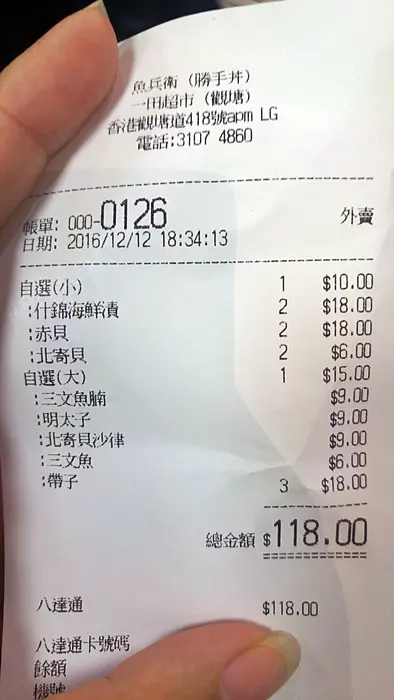 魚兵衛（勝手丼）
一田超市（觀塘）
香港觀塘道418號apm LG
電話:3107 4860
帳單: 000-0126 外賣
日期: 2016/12/12 18:34:13
自選(小) 1 $10.00
:什錦海鮮漬 2 $18.00
:赤貝 2 $18.00
:北寄貝 2 $6.00
自選(大) 1 $15.00
:三文魚腩 $9.00
:明太子 $9.00
:北寄貝沙律 $9.00
:三文魚 $6.00
:帶子 3 $18.00
總金額 $118.00
八達通 $118.00
八達通卡號碼
餘額
機號